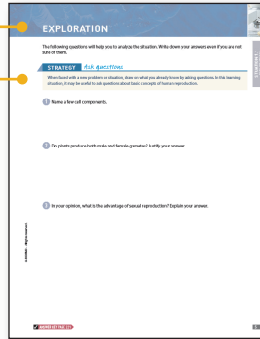 EXPLORATION
The following questions will help you to analyze the situation. Write down your answers even if you are not
sure of them.
STRATEGY Ask questions
When faced with a new problem or situation, draw on what you already know by asking questions. In this learning
situation, it may be useful to ask questions about basic concepts of human reproduction.
1 Name a few cell components.
2 Do plants produce both male and female gametes? Justify your answer.
3 In your opinion, what is the advantage of sexual reproduction? Explain your answer.
ANSWER KEY PAGE